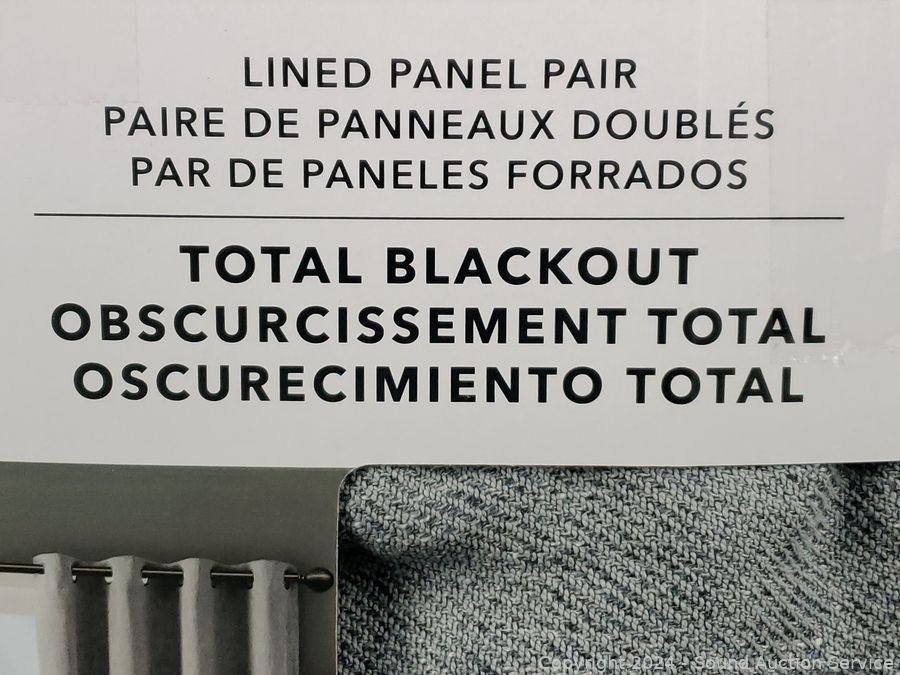 LINED PANEL PAIR
PAIRE DE PANNEAUX DOUBLÉS
PAR DE PANELES FORRADOS
TOTAL BLACKOUT
OBSCURCISSEMENT TOTAL
OSCURECIMIENTO TOTAL
Copyright 2024 - Sound Auction Service